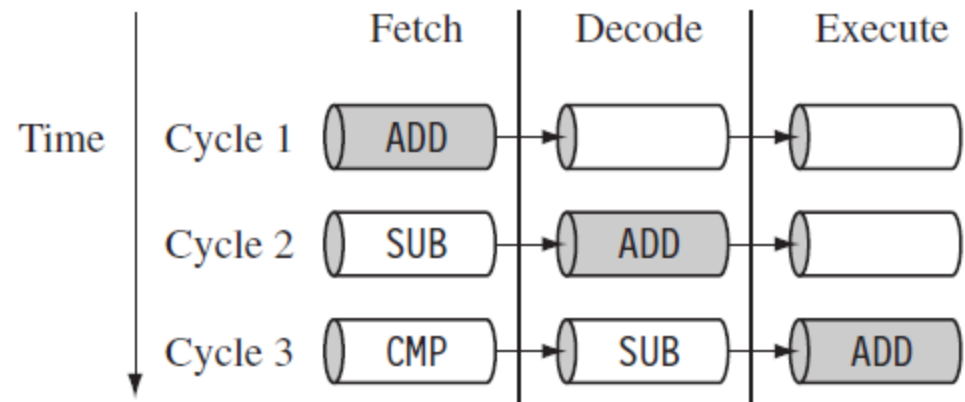 Fetch Decode Execute
Time Cycle 1 ADD
Cycle 2 SUB ADD
Cycle 3 CMP SUB ADD